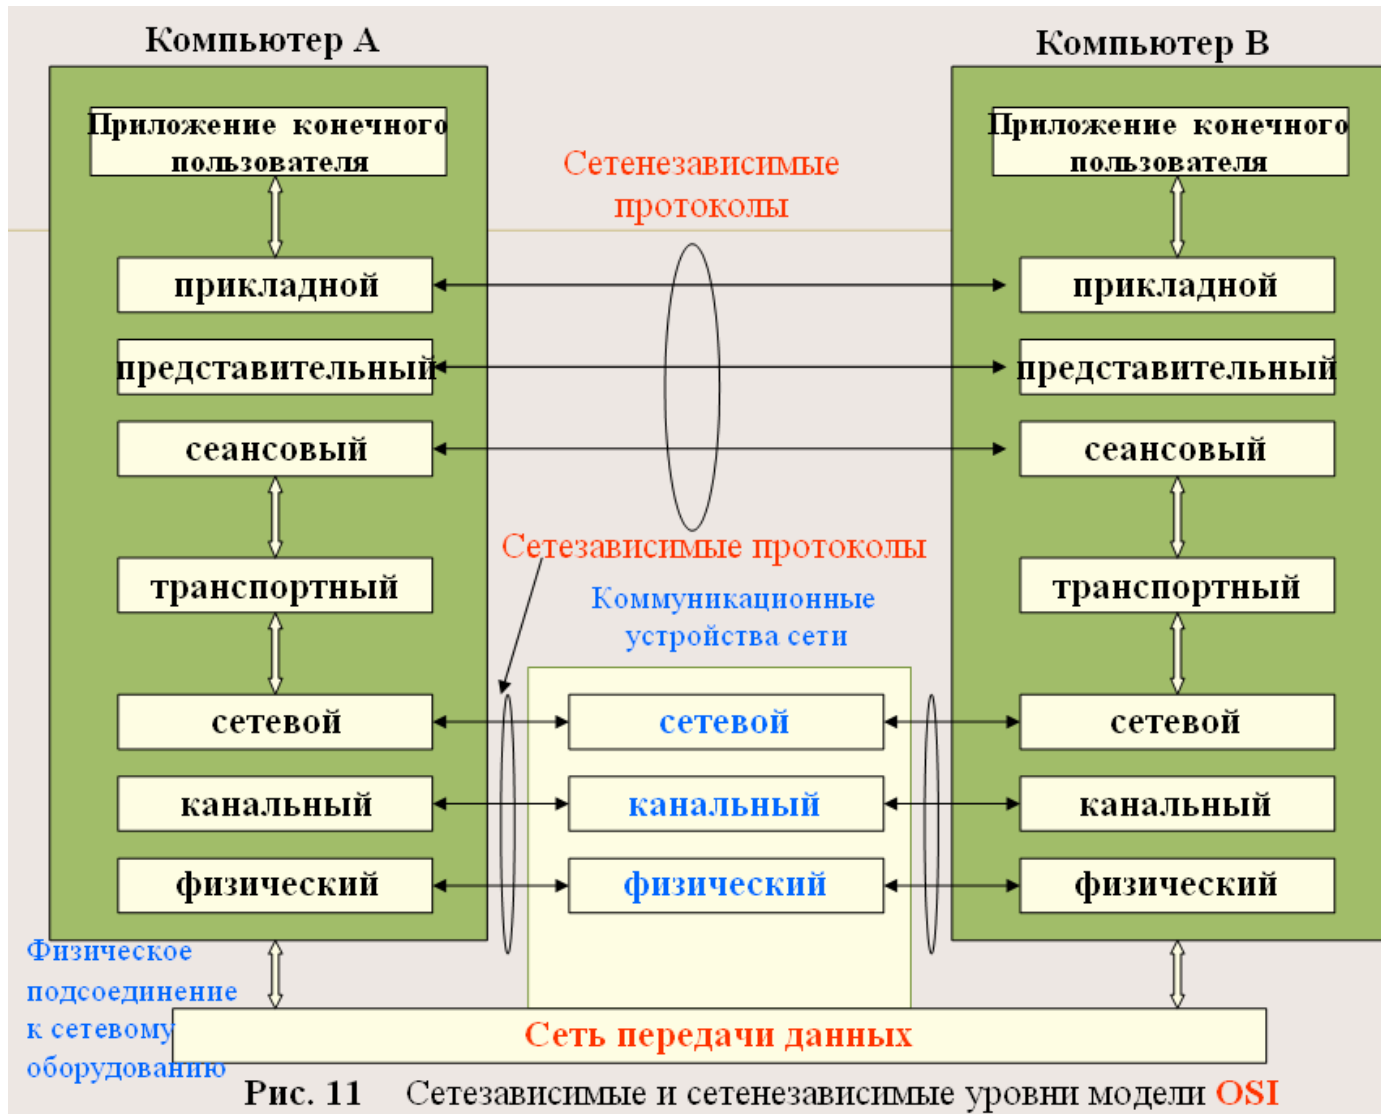 Компьютер А
Компьютер В
Приложение конечного
пользователя
Приложение конечного
пользователя
Сетенезависимые
протоколы
прикладной
прикладной
представительный
представительный
сеансовый
сеансовый
Сетезависимые протоколы
транспортный
транспортный
Коммуникационные
устройства сети
сетевой
сетевой
сетевой
канальный
канальный
канальный
физический
физический
физический
Физическое
подсоединение
к сетевому
оборудованию
Сеть передачи данных
Рис. 11 Сетезависимые и сетенезависимые уровни модели OSI